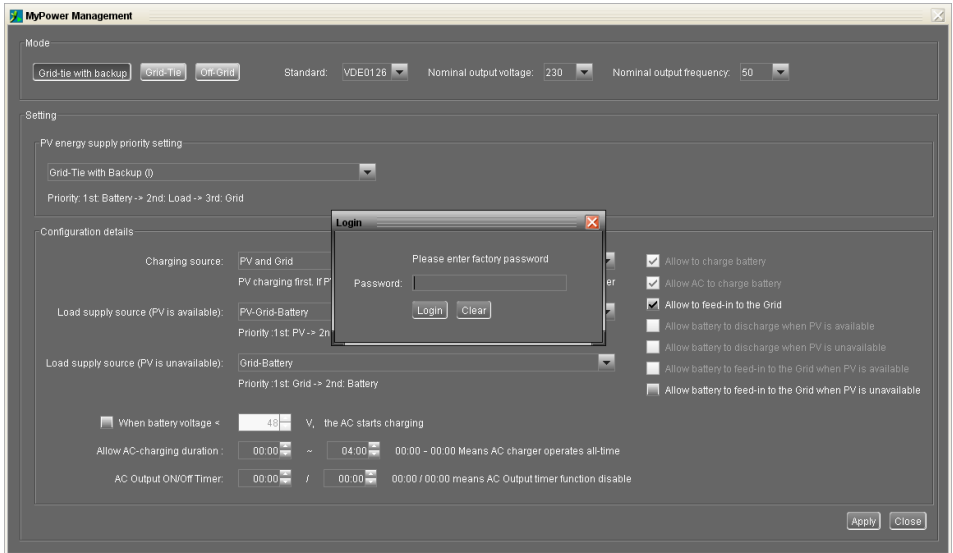 MyPower Management
Mode
Grid-tie with backup Grid-Tie Off-Grid Standard: VDE0126 Nominal output voltage: 230 Nominal output frequency: 50
Setting
PV energy supply priority setting
Grid-Tie with Backup (I)
Priority: 1st: Battery -> 2nd: Load -> 3rd: Grid
Login
Please enter factory password
Password:
Login Clear
Configuration details
Charging source: PV and Grid
PV charging first. If P er
Load supply source (PV is available): PV-Grid-Battery
Priority :1st: PV -> 2n
Load supply source (PV is unavailable): Grid-Battery
Priority :1st: Grid -> 2nd: Battery
Allow to charge battery
Allow AC to charge battery
Allow to feed-in to the Grid
Allow battery to discharge when PV is available
Allow battery to discharge when PV is unavailable
Allow battery to feed-in to the Grid when PV is available
Allow battery to feed-in to the Grid when PV is unavailable
When battery voltage < 48 V, the AC starts charging
Allow AC-charging duration : 00:00 ~ 04:00 00:00 - 00:00 Means AC charger operates all-time
AC Output ON/Off Timer: 00:00 / 00:00 00:00 / 00:00 means AC Output timer function disable
Apply Close